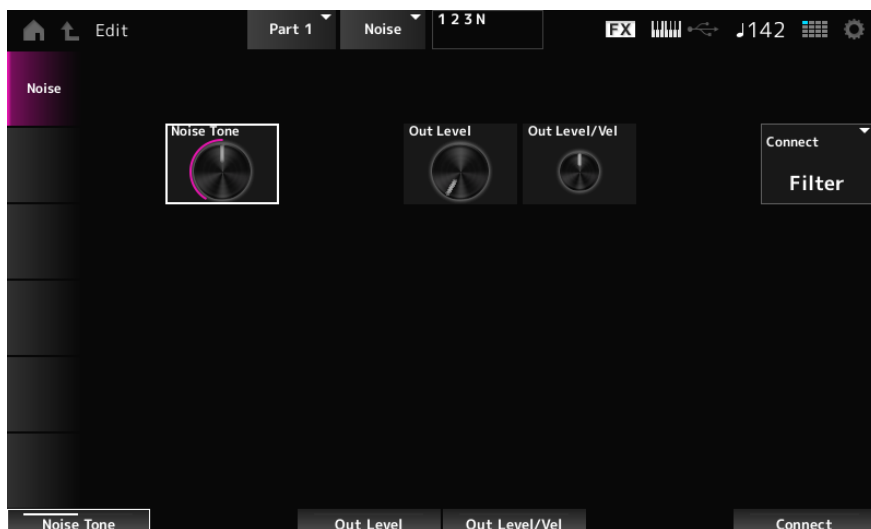 Edit
Part 1
Noise
1 2 3 N
FX
♩142
Noise
Noise Tone
Out Level
Out Level/Vel
Connect
Filter
Noise Tone
Out Level
Out Level/Vel
Connect